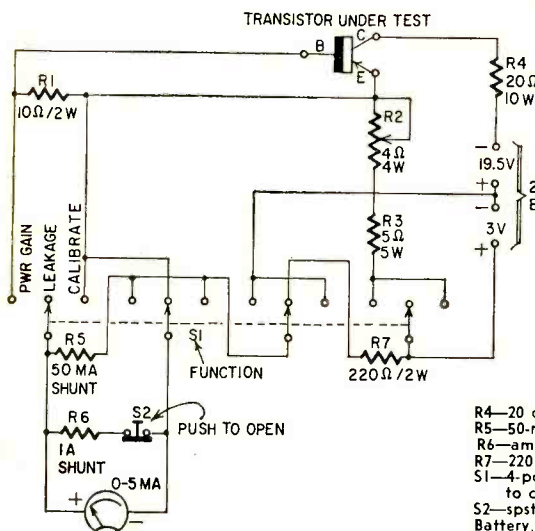 TRANSISTOR UNDER TEST
B
C
E
R1
10Ω/2W
R2
4Ω
4W
R3
5Ω
5W
R4
20Ω
10W
−
19.5V
+
−
3V
+
PWR GAIN
LEAKAGE
CALIBRATE
R5
50 MA
SHUNT
S1
FUNCTION
R7
220Ω/2W
R6
1A
SHUNT
S2
PUSH TO OPEN
0-5 MA
+
−
R4—20
R5—50-
R6—am
R7—220
S1—4-po
to
S2—spst
Battery,